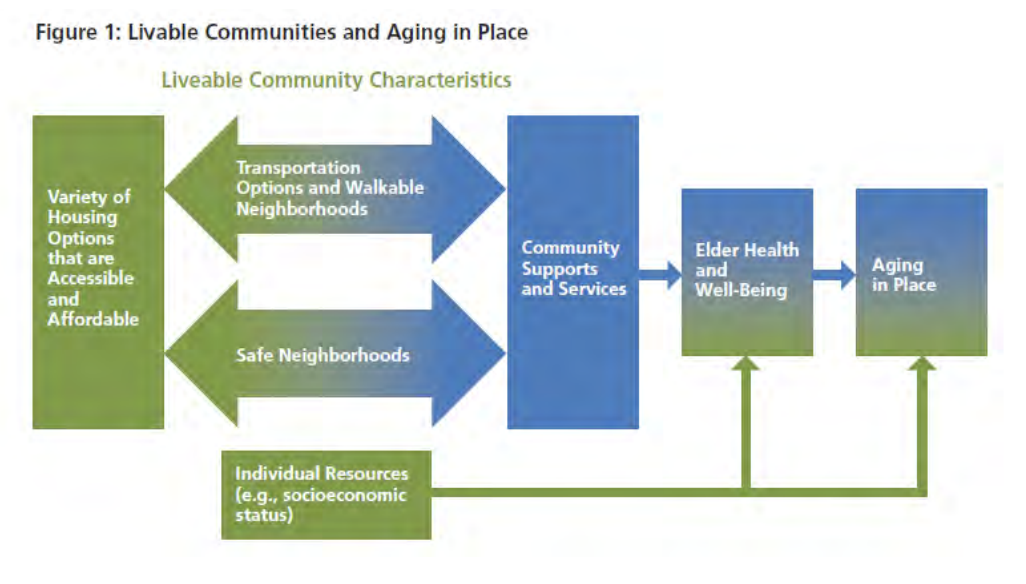 Figure 1: Livable Communities and Aging in Place
Liveable Community Characteristics
Variety of
Housing
Options
that are
Accessible
and
Affordable
Transportation
Options and Walkable
Neighborhoods
Safe Neighborhoods
Community
Supports
and Services
Elder Health
and
Well-Being
Aging
in Place
Individual Resources
(e.g., socioeconomic
status)